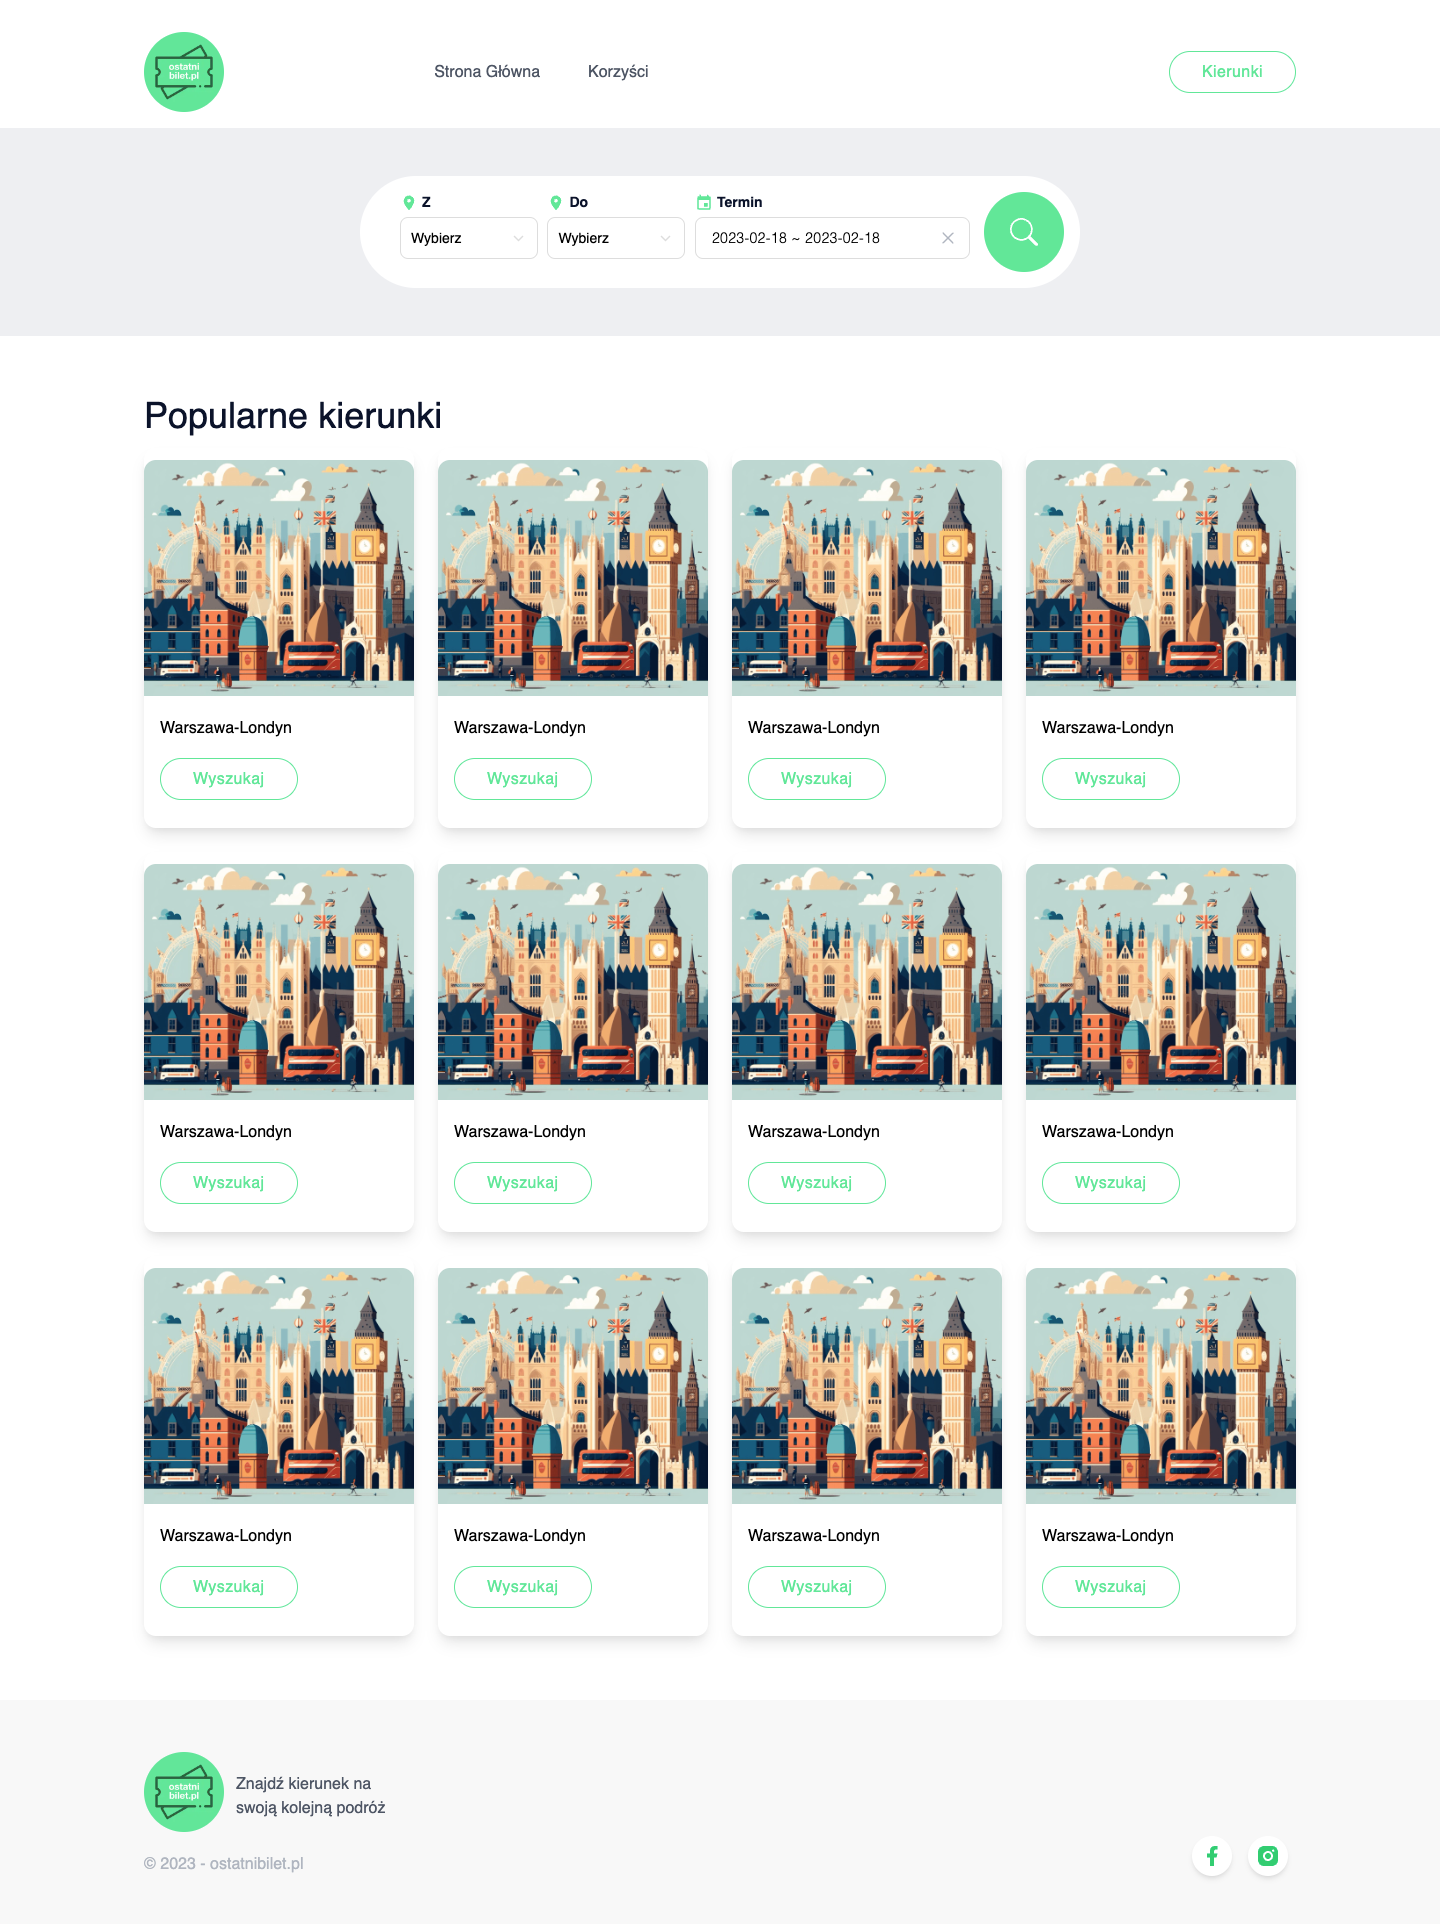 ostatni
bilet.pl
Strona Główna
Korzyści
Kierunki
Z
Do
Termin
Wybierz
Wybierz
2023-02-18 ~ 2023-02-18
Popularne kierunki
Warszawa-Londyn
Warszawa-Londyn
Warszawa-Londyn
Warszawa-Londyn
Wyszukaj
Wyszukaj
Wyszukaj
Wyszukaj
Warszawa-Londyn
Warszawa-Londyn
Warszawa-Londyn
Warszawa-Londyn
Wyszukaj
Wyszukaj
Wyszukaj
Wyszukaj
Warszawa-Londyn
Warszawa-Londyn
Warszawa-Londyn
Warszawa-Londyn
Wyszukaj
Wyszukaj
Wyszukaj
Wyszukaj
ostatni
bilet.pl
Znajdź kierunek na
swoją kolejną podróż
© 2023 - ostatnibilet.pl